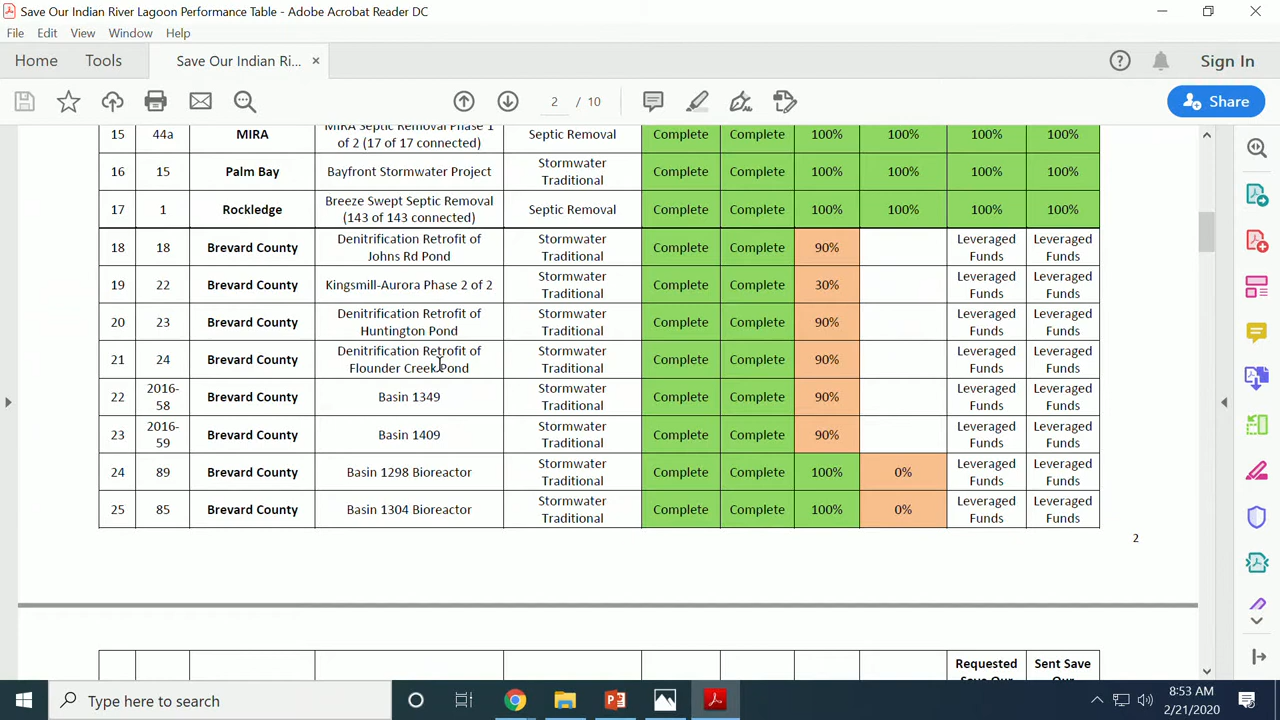 Save Our Indian River Lagoon Performance Table - Adobe Acrobat Reader DC
File Edit View Window Help
Home Tools Save Our Indian Ri... × Sign In
2 / 10 Share
15 44a MIRA MIRA Septic Removal Phase 1 of 2 (17 of 17 connected) Septic Removal Complete Complete 100% 100% 100% 100%
16 15 Palm Bay Bayfront Stormwater Project Stormwater Traditional Complete Complete 100% 100% 100% 100%
17 1 Rockledge Breeze Swept Septic Removal (143 of 143 connected) Septic Removal Complete Complete 100% 100% 100% 100%
18 18 Brevard County Denitrification Retrofit of Johns Rd Pond Stormwater Traditional Complete Complete 90% Leveraged Funds Leveraged Funds
19 22 Brevard County Kingsmill-Aurora Phase 2 of 2 Stormwater Traditional Complete Complete 30% Leveraged Funds Leveraged Funds
20 23 Brevard County Denitrification Retrofit of Huntington Pond Stormwater Traditional Complete Complete 90% Leveraged Funds Leveraged Funds
21 24 Brevard County Denitrification Retrofit of Flounder Creek Pond Stormwater Traditional Complete Complete 90% Leveraged Funds Leveraged Funds
22 2016-58 Brevard County Basin 1349 Stormwater Traditional Complete Complete 90% Leveraged Funds Leveraged Funds
23 2016-59 Brevard County Basin 1409 Stormwater Traditional Complete Complete 90% Leveraged Funds Leveraged Funds
24 89 Brevard County Basin 1298 Bioreactor Stormwater Traditional Complete Complete 100% 0% Leveraged Funds Leveraged Funds
25 85 Brevard County Basin 1304 Bioreactor Stormwater Traditional Complete Complete 100% 0% Leveraged Funds Leveraged Funds
2
Requested Sent Save
Type here to search
8:53 AM
2/21/2020